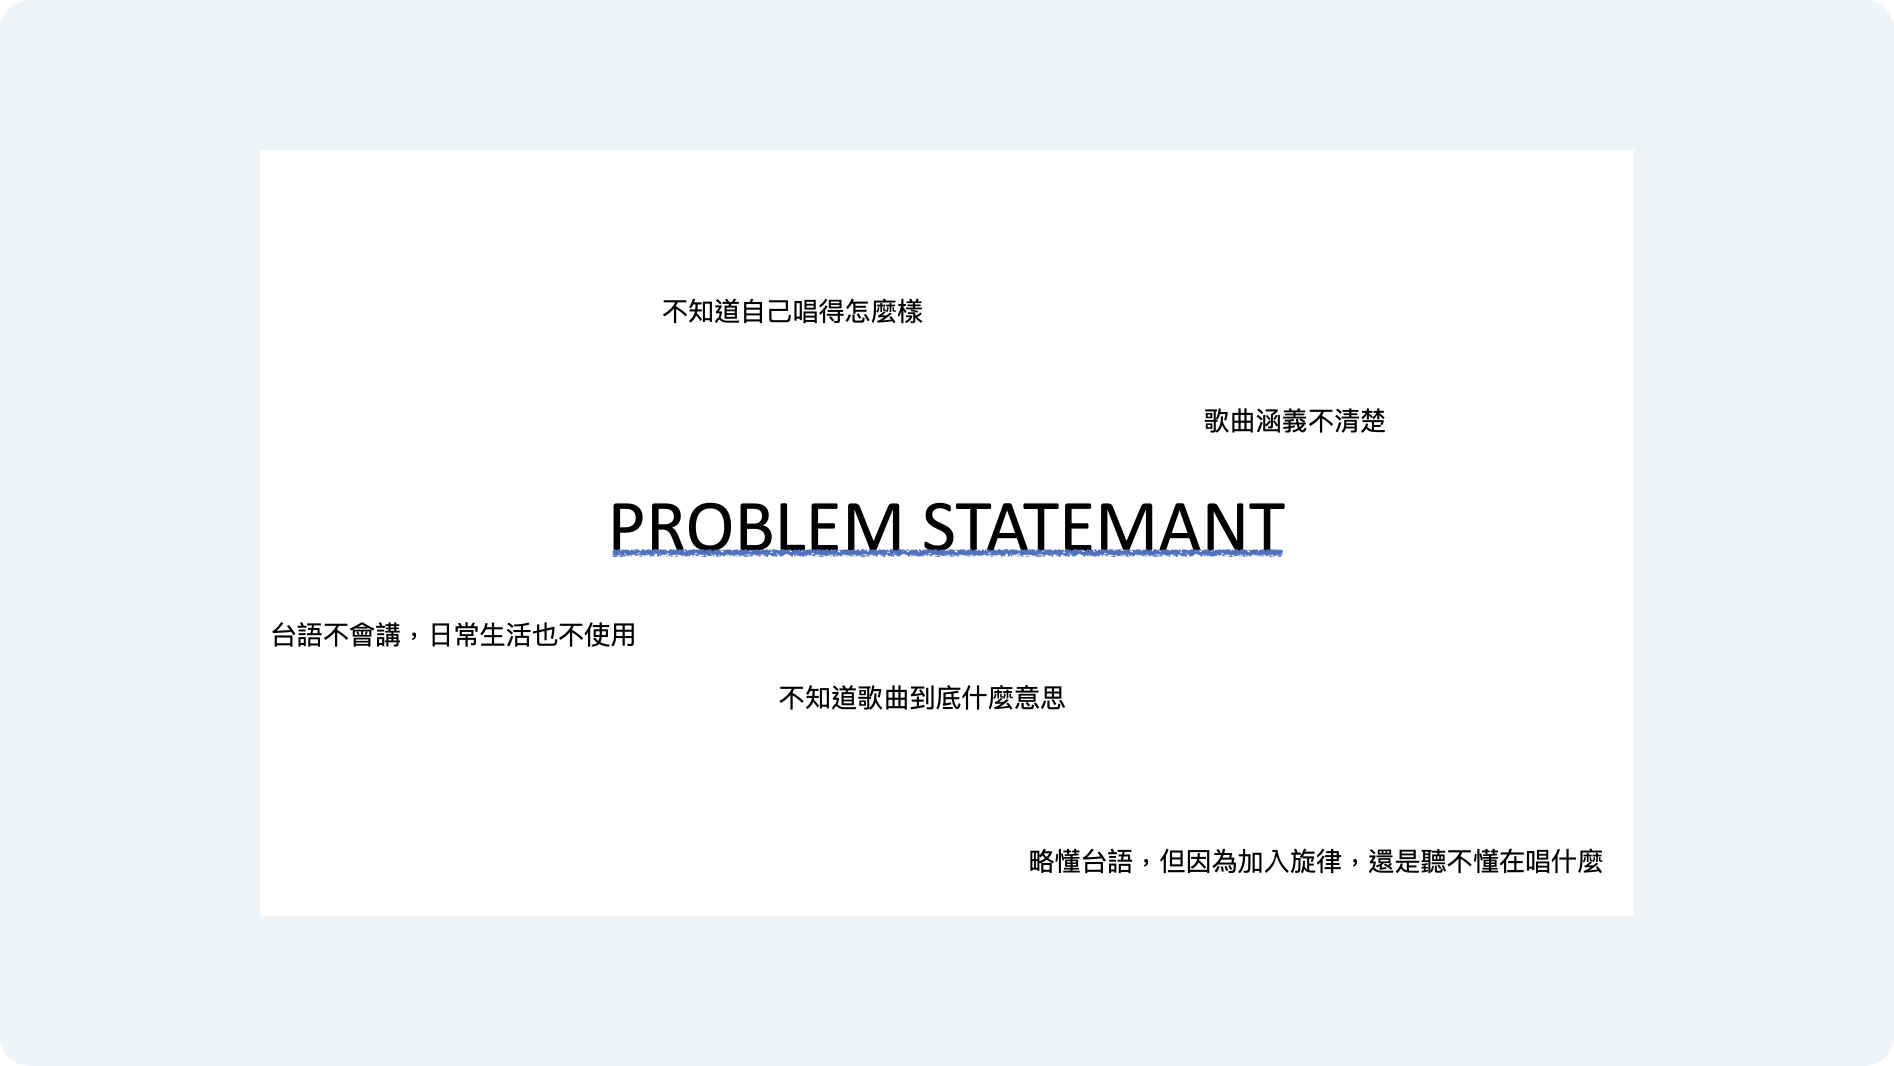 不知道自己唱得怎麼樣
歌曲涵義不清楚
PROBLEM STATEMANT
台語不會講，日常生活也不使用
不知道歌曲到底什麼意思
略懂台語，但因為加入旋律，還是聽不懂在唱什麼